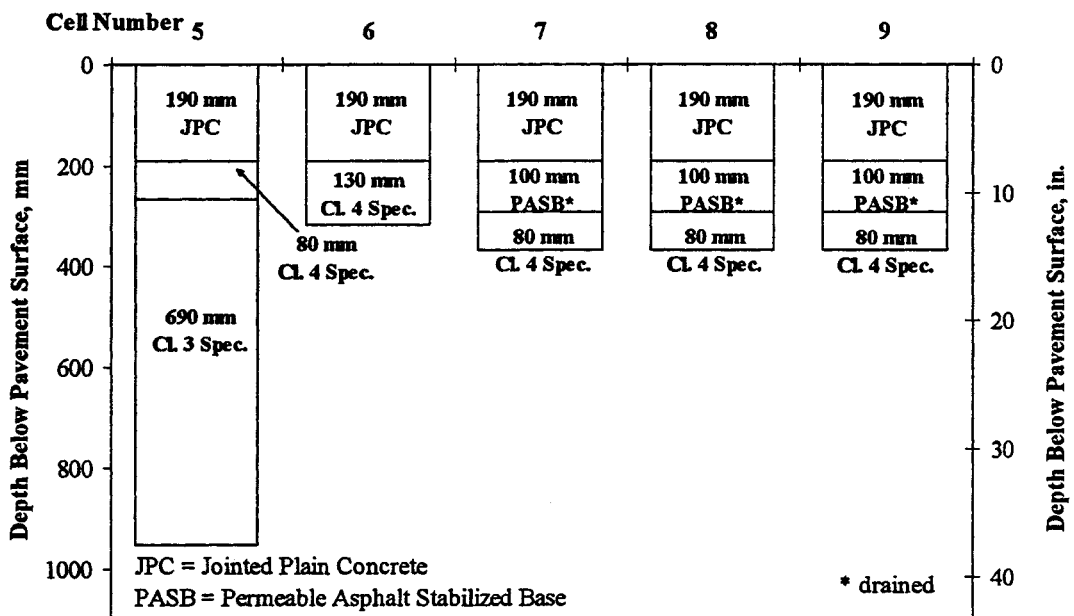 Cell Number 5 6 7 8 9
0
200
400
600
800
1000
Depth Below Pavement Surface, mm
190 mm
JPC
80 mm
Cl. 4 Spec.
690 mm
Cl. 3 Spec.
190 mm
JPC
130 mm
Cl. 4 Spec.
190 mm
JPC
100 mm
PASB*
80 mm
Cl. 4 Spec.
190 mm
JPC
100 mm
PASB*
80 mm
Cl. 4 Spec.
190 mm
JPC
100 mm
PASB*
80 mm
Cl. 4 Spec.
0
10
20
30
40
Depth Below Pavement Surface, in.
JPC = Jointed Plain Concrete
PASB = Permeable Asphalt Stabilized Base
* drained